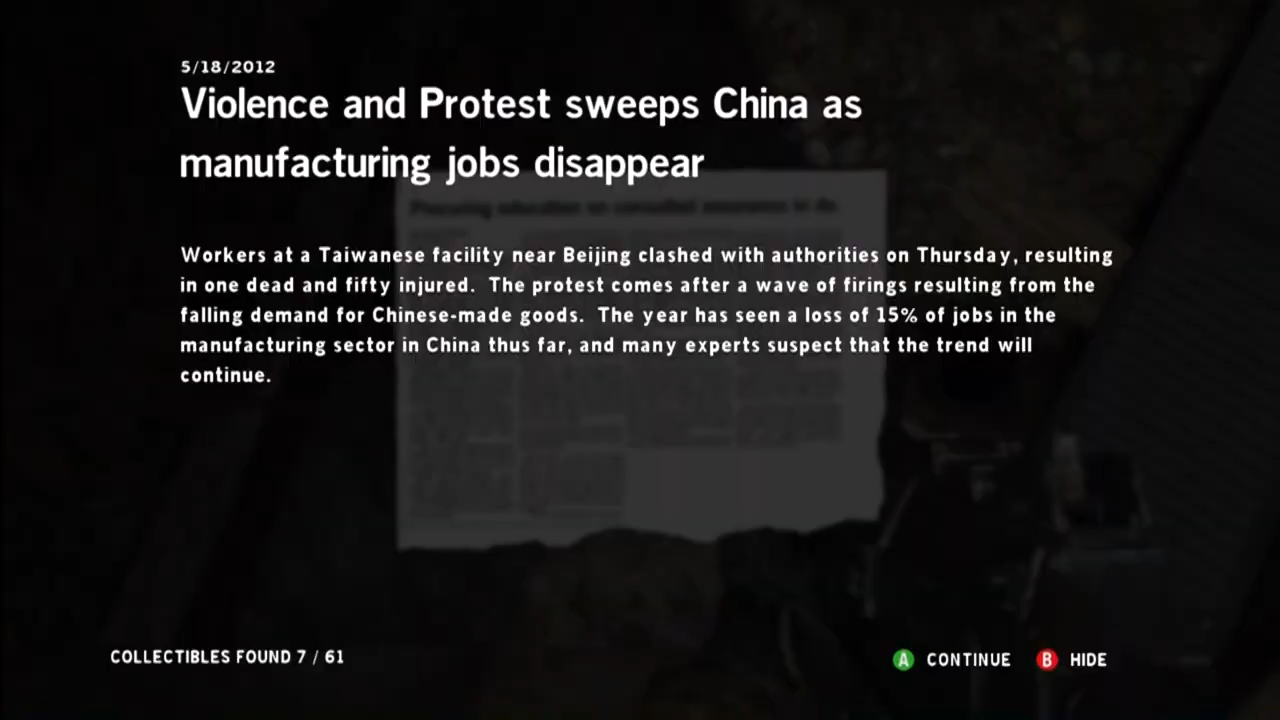 5/18/2012
Violence and Protest sweeps China as
manufacturing jobs disappear
Workers at a Taiwanese facility near Beijing clashed with authorities on Thursday, resulting
in one dead and fifty injured. The protest comes after a wave of firings resulting from the
falling demand for Chinese-made goods. The year has seen a loss of 15% of jobs in the
manufacturing sector in China thus far, and many experts suspect that the trend will
continue.
COLLECTIBLES FOUND 7 / 61
A CONTINUE B HIDE